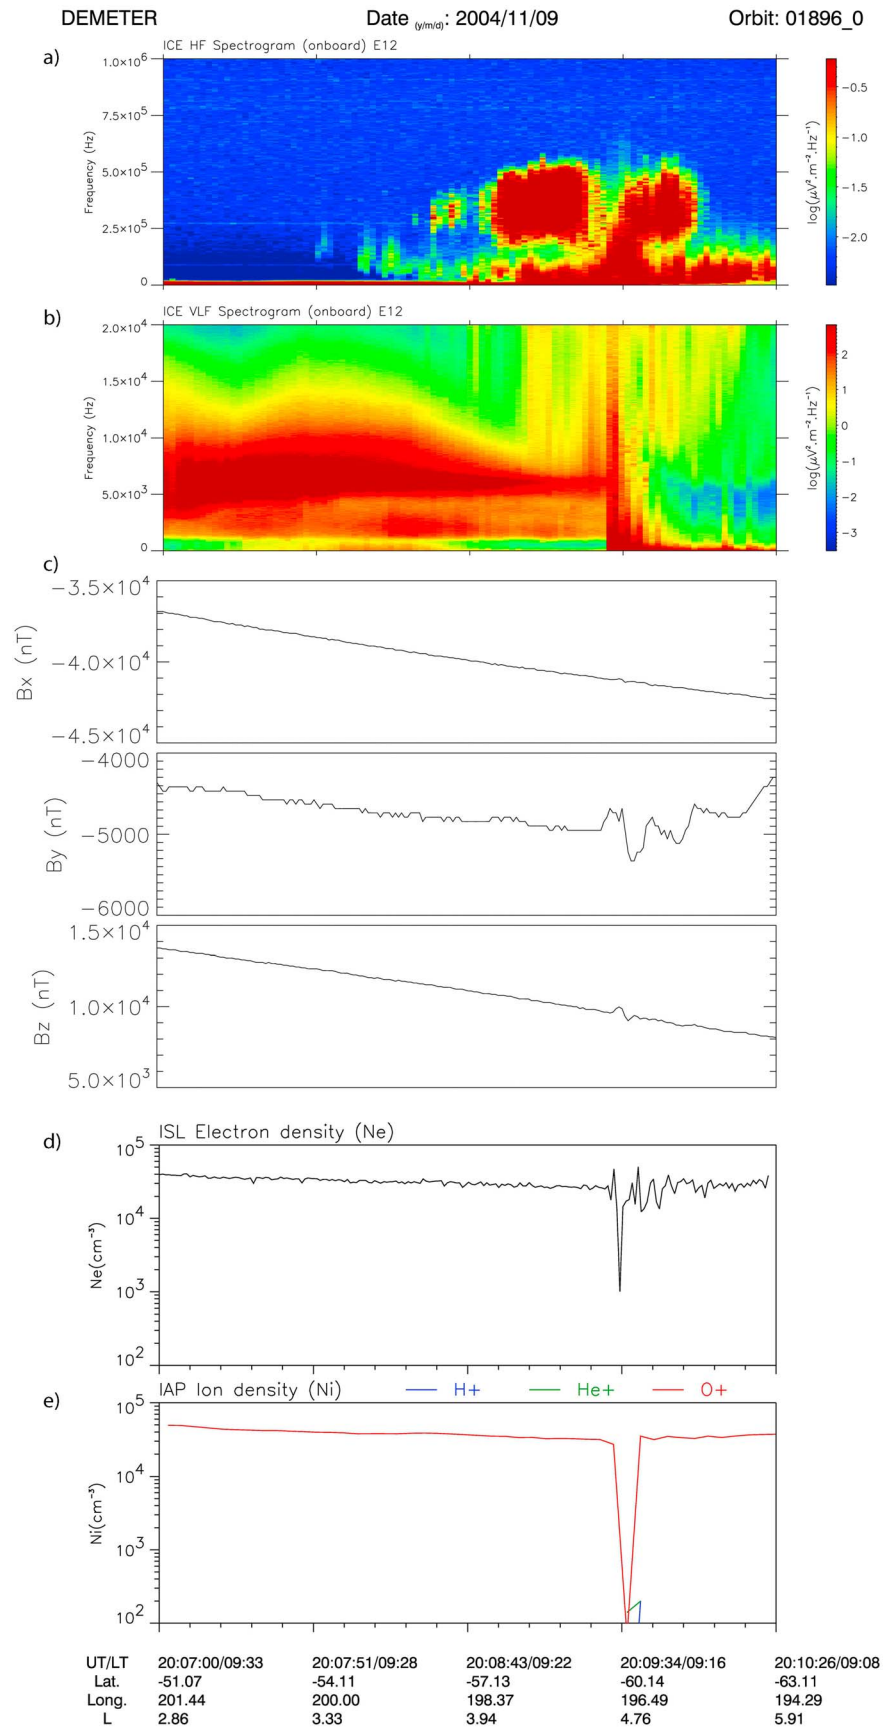 DEMETER Date (y/m/d): 2004/11/09 Orbit: 01896_0
a) ICE HF Spectrogram (onboard) E12
1.0×10⁶
7.5×10⁵
5.0×10⁵
2.5×10⁵
0
Frequency (Hz)
−0.5
−1.0
−1.5
−2.0
log(μV².m⁻².Hz⁻¹)
b) ICE VLF Spectrogram (onboard) E12
2.0×10⁴
1.5×10⁴
1.0×10⁴
5.0×10³
0
Frequency (Hz)
2
1
0
−1
−2
−3
log(μV².m⁻².Hz⁻¹)
c)
−3.5×10⁴
−4.0×10⁴
−4.5×10⁴
Bx (nT)
−4000
−5000
−6000
By (nT)
1.5×10⁴
1.0×10⁴
5.0×10³
Bz (nT)
d) ISL Electron density (Ne)
10⁵
10⁴
10³
10²
Ne(cm⁻³)
e) IAP Ion density (Ni) H+ He+ O+
10⁵
10⁴
10³
10²
Ni(cm⁻³)
UT/LT 20:07:00/09:33 20:07:51/09:28 20:08:43/09:22 20:09:34/09:16 20:10:26/09:08
Lat. -51.07 -54.11 -57.13 -60.14 -63.11
Long. 201.44 200.00 198.37 196.49 194.29
L 2.86 3.33 3.94 4.76 5.91